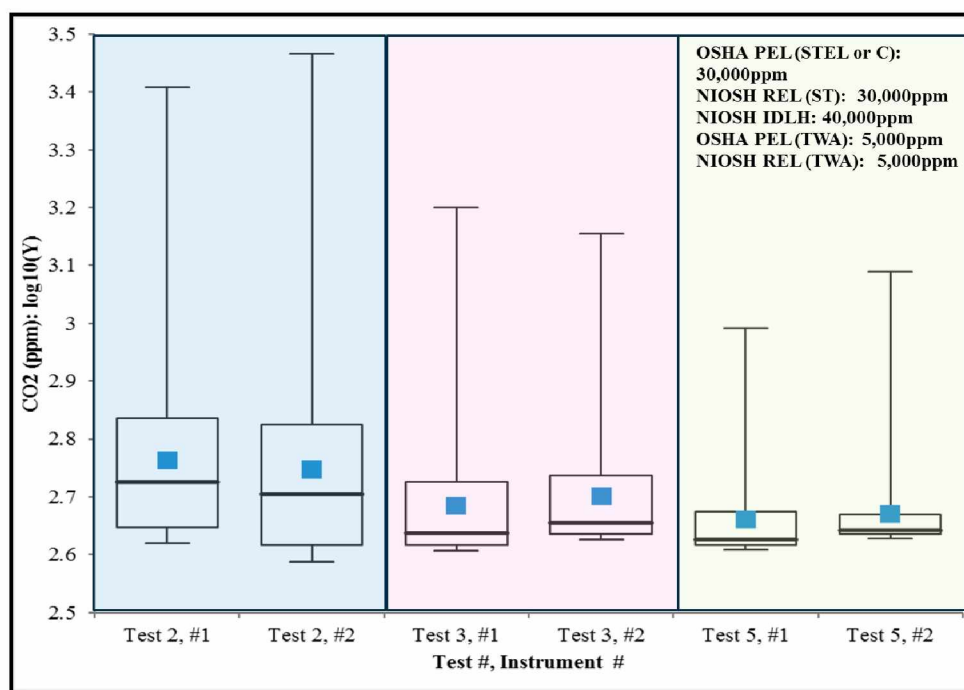 CO2 (ppm): log10(Y)
3.5
3.4
3.3
3.2
3.1
3
2.9
2.8
2.7
2.6
2.5
OSHA PEL (STEL or C):
30,000ppm
NIOSH REL (ST): 30,000ppm
NIOSH IDLH: 40,000ppm
OSHA PEL (TWA): 5,000ppm
NIOSH REL (TWA): 5,000ppm
Test 2, #1 Test 2, #2 Test 3, #1 Test 3, #2 Test 5, #1 Test 5, #2
Test #, Instrument #